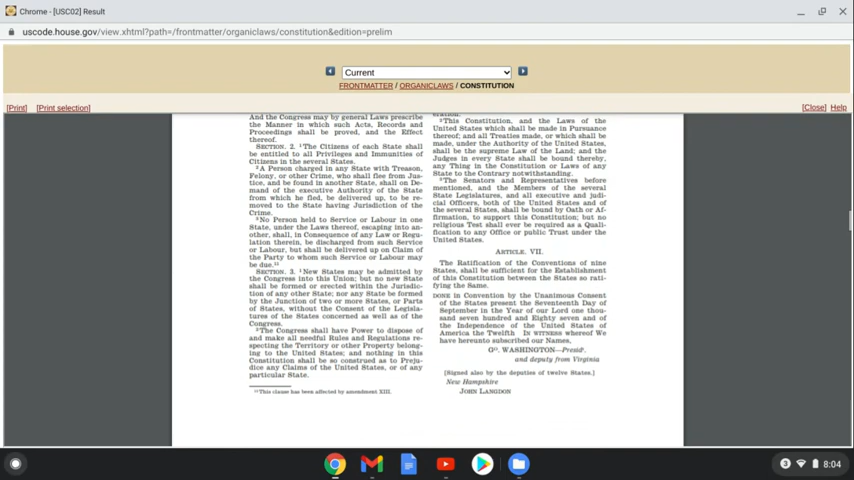 Chrome - [USC02] Result
uscode.house.gov/view.xhtml?path=/frontmatter/organiclaws/constitution&edition=prelim
Current
FRONTMATTER / ORGANICLAWS / CONSTITUTION
[Print] [Print selection] [Close] Help
And the Congress may by general Laws prescribe
the Manner in which such Acts, Records and
Proceedings shall be proved, and the Effect
thereof.
SECTION. 2. ¹The Citizens of each State shall
be entitled to all Privileges and Immunities of
Citizens in the several States.
²A Person charged in any State with Treason,
Felony, or other Crime, who shall flee from Jus-
tice, and be found in another State, shall on De-
mand of the executive Authority of the State
from which he fled, be delivered up, to be re-
moved to the State having Jurisdiction of the
Crime.
³No Person held to Service or Labour in one
State, under the Laws thereof, escaping into an-
other, shall, in Consequence of any Law or Regu-
lation therein, be discharged from such Service
or Labour, but shall be delivered up on Claim of
the Party to whom such Service or Labour may
be due.¹¹
SECTION. 3. ¹New States may be admitted by
the Congress into this Union; but no new State
shall be formed or erected within the Jurisdic-
tion of any other State; nor any State be formed
by the Junction of two or more States, or Parts
of States, without the Consent of the Legisla-
tures of the States concerned as well as of the
Congress.
²The Congress shall have Power to dispose of
and make all needful Rules and Regulations re-
specting the Territory or other Property belong-
ing to the United States; and nothing in this
Constitution shall be so construed as to Preju-
dice any Claims of the United States, or of any
particular State.
¹¹This clause has been affected by amendment XIII.
eration.
²This Constitution, and the Laws of the
United States which shall be made in Pursuance
thereof; and all Treaties made, or which shall be
made, under the Authority of the United States,
shall be the supreme Law of the Land; and the
Judges in every State shall be bound thereby,
any Thing in the Constitution or Laws of any
State to the Contrary notwithstanding.
³The Senators and Representatives before
mentioned, and the Members of the several
State Legislatures, and all executive and judi-
cial Officers, both of the United States and of
the several States, shall be bound by Oath or Af-
firmation, to support this Constitution; but no
religious Test shall ever be required as a Quali-
fication to any Office or public Trust under the
United States.
ARTICLE. VII.
The Ratification of the Conventions of nine
States, shall be sufficient for the Establishment
of this Constitution between the States so rati-
fying the Same.
DONE in Convention by the Unanimous Consent
of the States present the Seventeenth Day of
September in the Year of our Lord one thou-
sand seven hundred and Eighty seven and of
the Independence of the United States of
America the Twelfth IN WITNESS whereof We
have hereunto subscribed our Names,
Gº. WASHINGTON—Presidᵗ.
and deputy from Virginia
[Signed also by the deputies of twelve States.]
New Hampshire
JOHN LANGDON
3 8:04